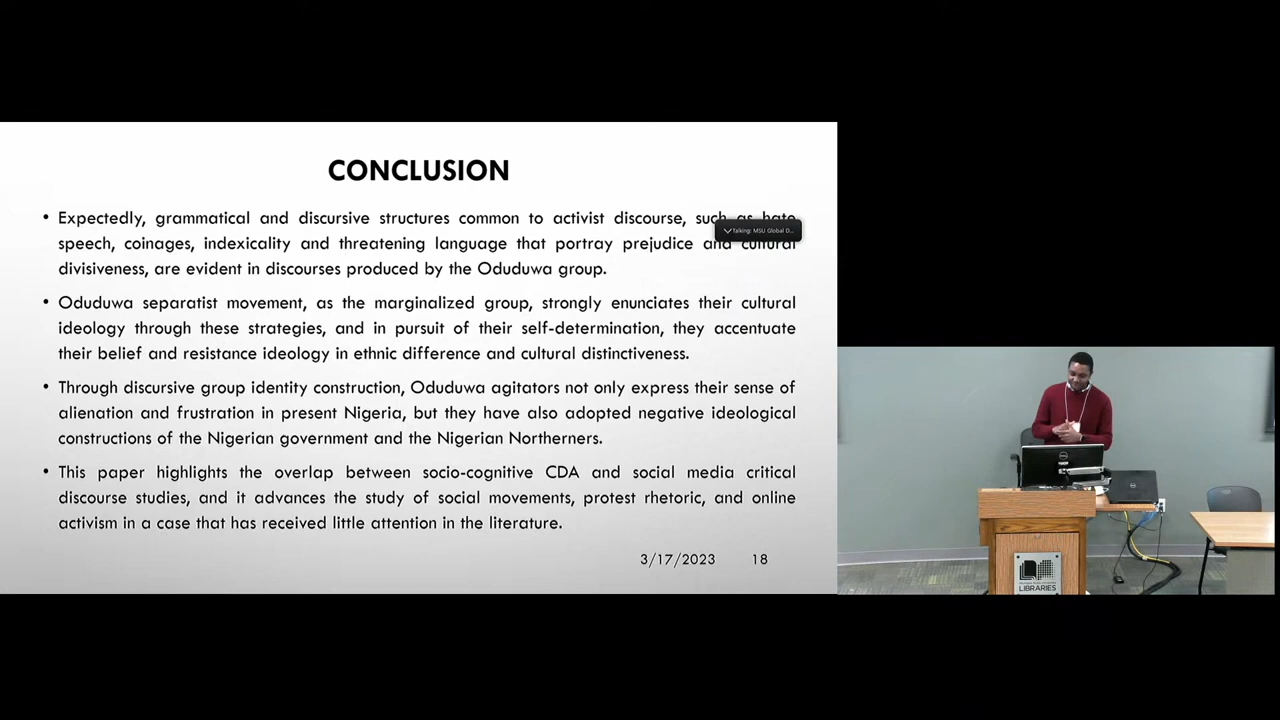 CONCLUSION
• Expectedly, grammatical and discursive structures common to activist discourse, such as hate
Talking: MSU Global D...
speech, coinages, indexicality and threatening language that portray prejudice and cultural
divisiveness, are evident in discourses produced by the Oduduwa group.
• Oduduwa separatist movement, as the marginalized group, strongly enunciates their cultural
ideology through these strategies, and in pursuit of their self-determination, they accentuate
their belief and resistance ideology in ethnic difference and cultural distinctiveness.
• Through discursive group identity construction, Oduduwa agitators not only express their sense of
alienation and frustration in present Nigeria, but they have also adopted negative ideological
constructions of the Nigerian government and the Nigerian Northerners.
• This paper highlights the overlap between socio-cognitive CDA and social media critical
discourse studies, and it advances the study of social movements, protest rhetoric, and online
activism in a case that has received little attention in the literature.
3/17/2023 18
LIBRARIES